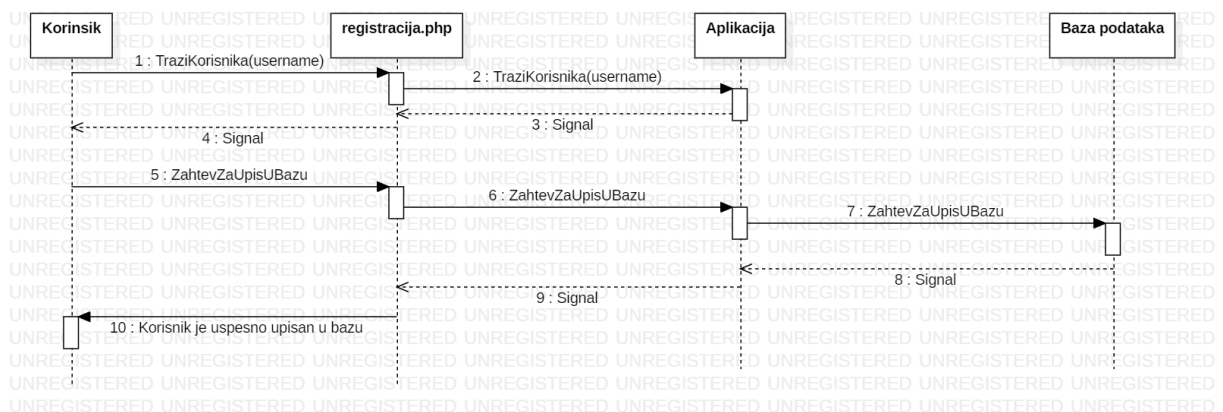 Korinsik
registracija.php
Aplikacija
Baza podataka
1 : TraziKorisnika(username)
2 : TraziKorisnika(username)
3 : Signal
4 : Signal
5 : ZahtevZaUpisUBazu
6 : ZahtevZaUpisUBazu
7 : ZahtevZaUpisUBazu
8 : Signal
9 : Signal
10 : Korisnik je uspesno upisan u bazu
UNREGISTERED